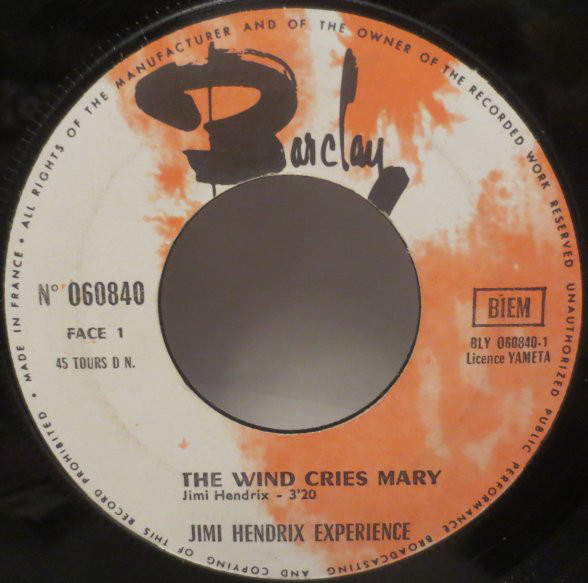 • MADE IN FRANCE • ALL RIGHTS OF THE MANUFACTURER AND OF THE OWNER OF THE RECORDED WORK RESERVED UNAUTHORIZED PUBLIC PERFORMANCE BROADCASTING AND COPYING OF THIS RECORD PROHIBITED
Barclay
N° 060840
FACE 1
45 TOURS D N.
BIEM
BLY 060840-1
Licence YAMETA
THE WIND CRIES MARY
Jimi Hendrix - 3'20
JIMI HENDRIX EXPERIENCE